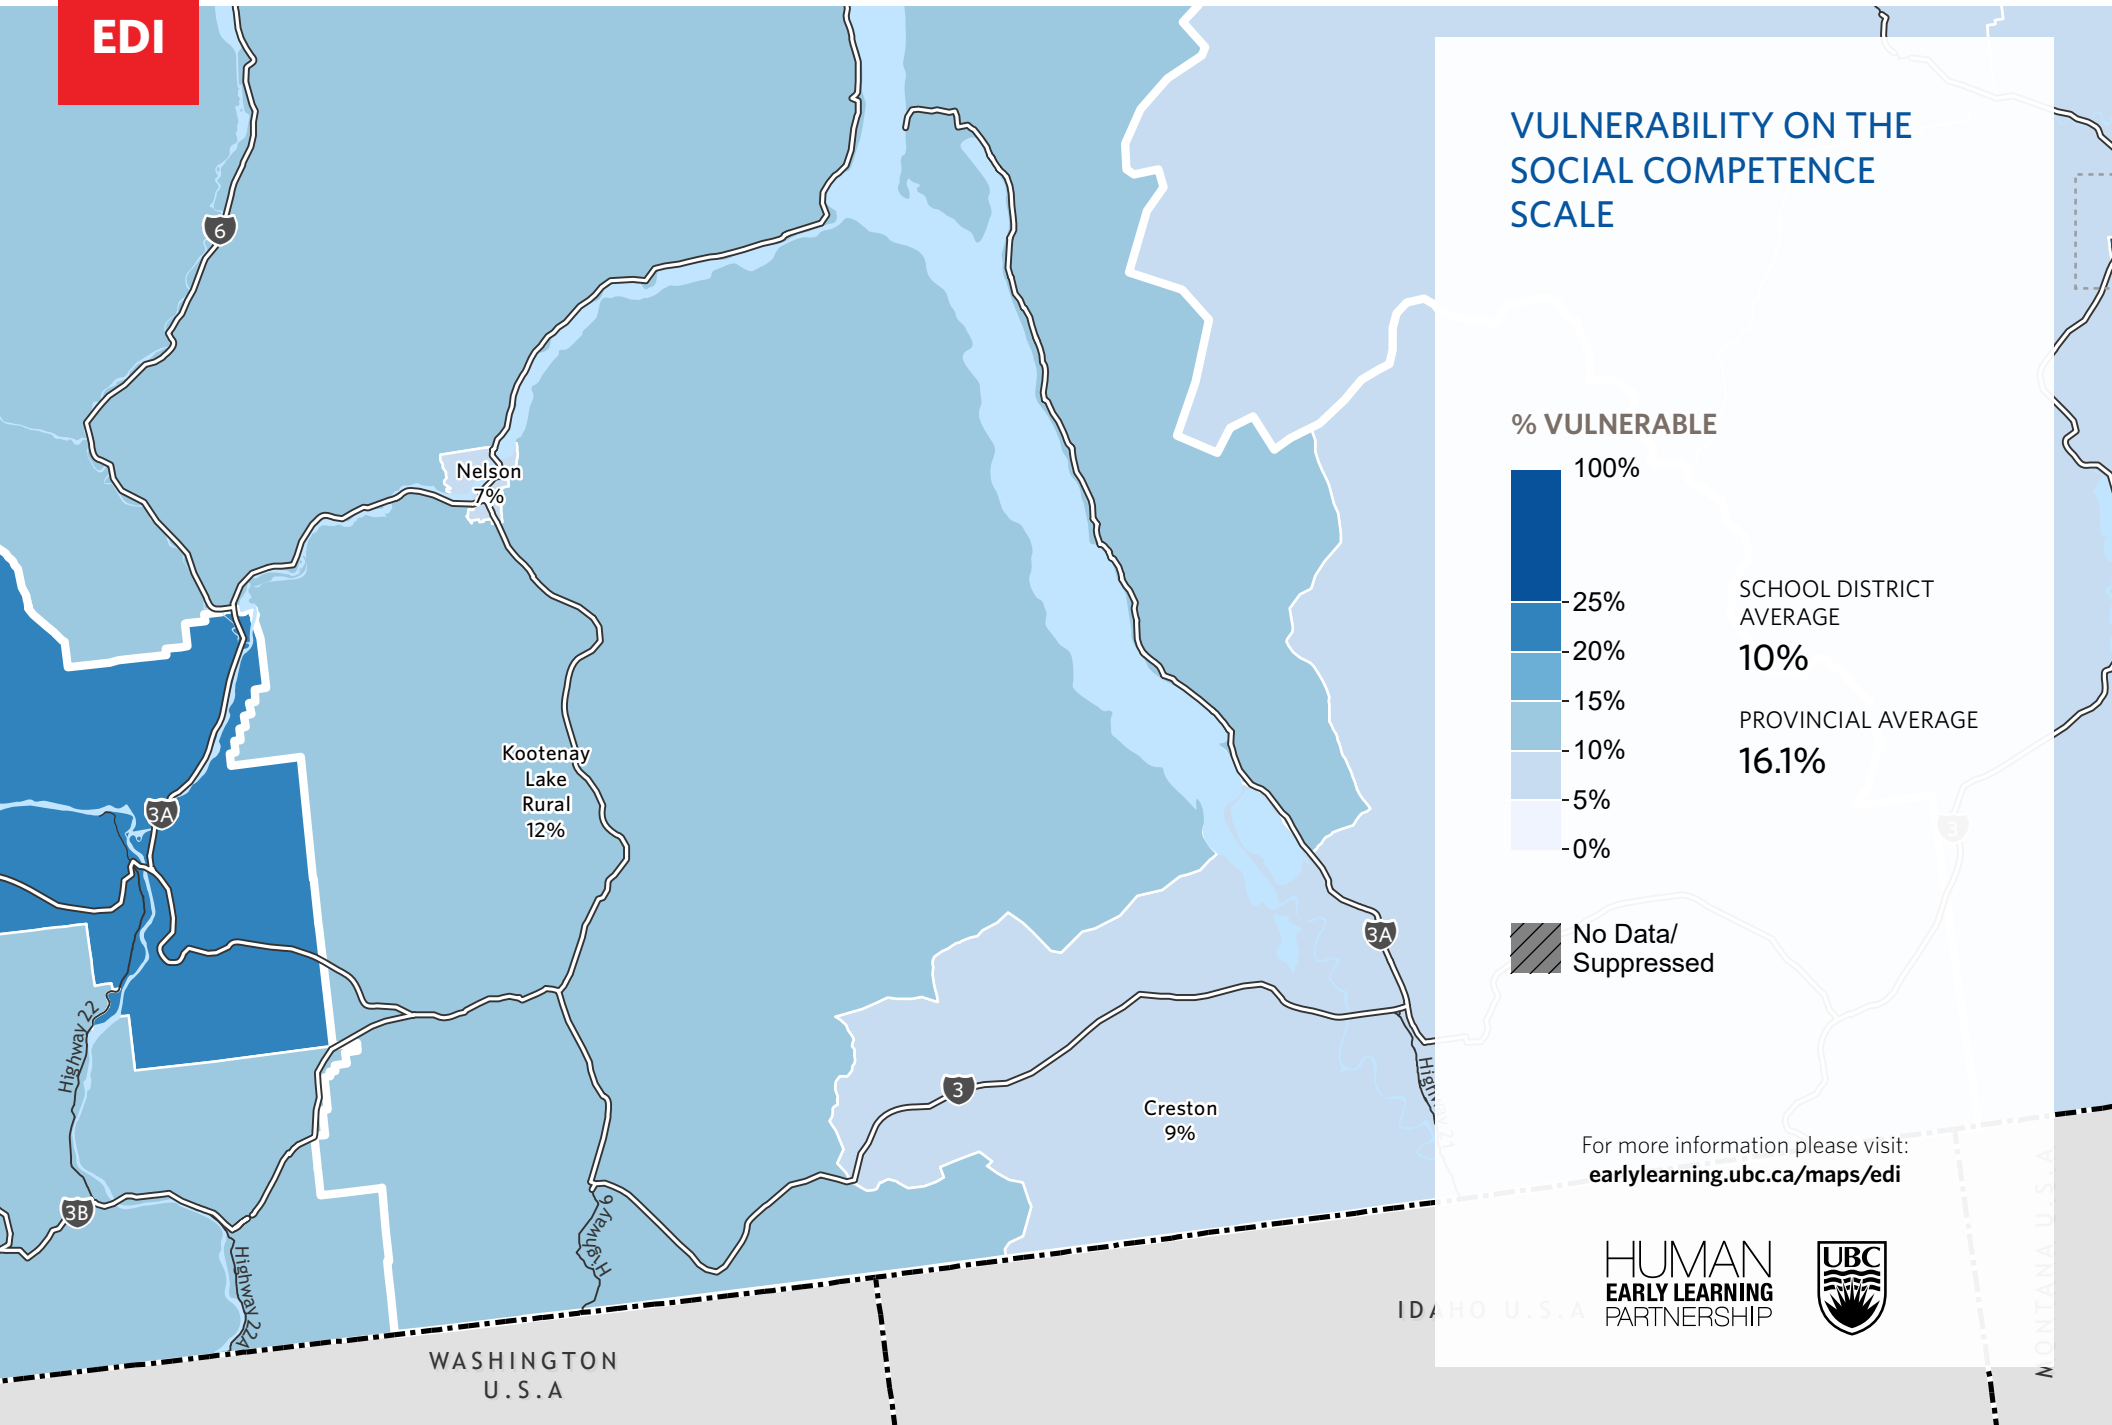 EDI
VULNERABILITY ON THE
SOCIAL COMPETENCE
SCALE
% VULNERABLE
100%
25%
20%
15%
10%
5%
0%
SCHOOL DISTRICT
AVERAGE
10%
PROVINCIAL AVERAGE
16.1%
No Data/
Suppressed
For more information please visit:
earlylearning.ubc.ca/maps/edi
HUMAN
EARLY LEARNING
PARTNERSHIP
UBC
6
Nelson
7%
Kootenay
Lake
Rural
12%
3A
3A
3
3
Creston
9%
Highway 22
3B
Highway 22A
Highway 6
Highway 21
WASHINGTON
U.S.A
IDAHO U.S.A
MONTANA U.S.A